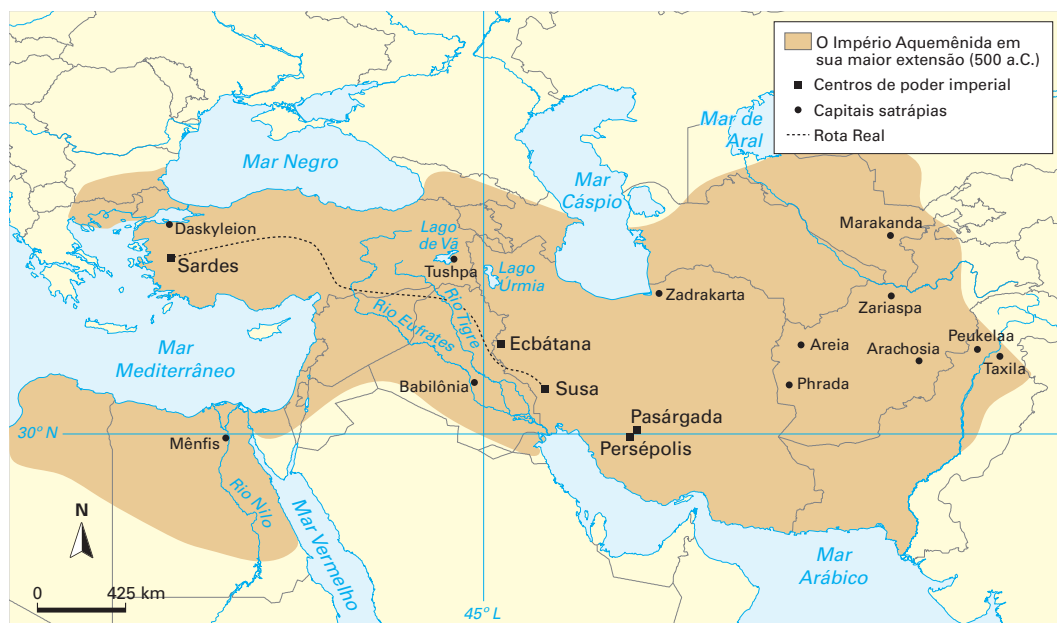 O Império Aquemênida em
sua maior extensão (500 a.C.)
Centros de poder imperial
Capitais satrápias
Rota Real
Mar Negro
Mar
Cáspio
Mar de
Aral
Daskyleion
Sardes
Lago
de Vã
Tushpa
Lago
Úrmia
Marakanda
Zadrakarta
Zariaspa
Rio Eufrates
Rio Tigre
Ecbátana
Areia
Arachosia
Peukelaa
Taxila
Mar
Mediterrâneo
Babilônia
Susa
Phrada
Pasárgada
Persépolis
30º N
Mênfis
Rio Nilo
Mar Vermelho
N
Mar
Arábico
0 425 km
45º L